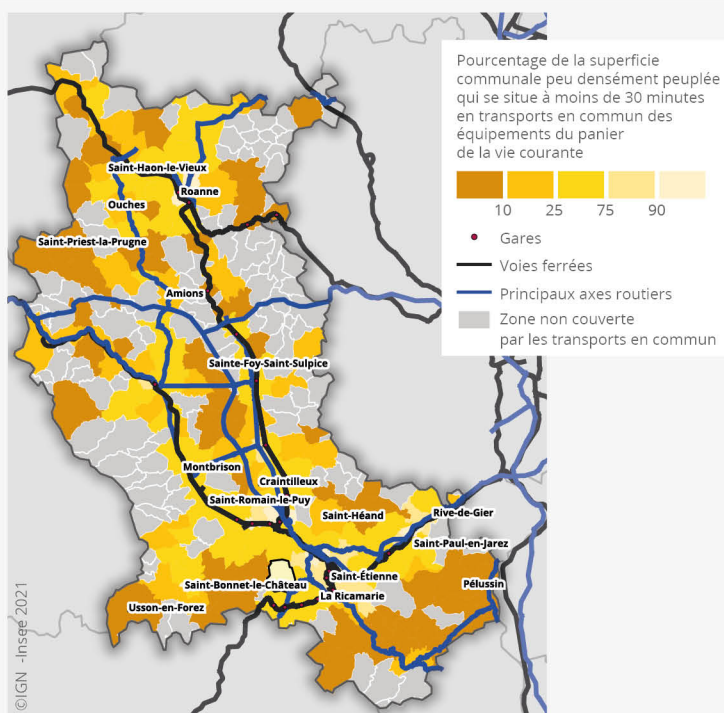 Pourcentage de la superficie
communale peu densément peuplée
qui se situe à moins de 30 minutes
en transports en commun des
équipements du panier
de la vie courante
10 25 75 90
Gares
Voies ferrées
Principaux axes routiers
Zone non couverte
par les transports en commun
Saint-Haon-le-Vieux
Roanne
Ouches
Saint-Priest-la-Prugne
Amions
Sainte-Foy-Saint-Sulpice
Montbrison
Craintilleux
Saint-Romain-le-Puy
Saint-Héand
Rive-de-Gier
Saint-Paul-en-Jarez
Saint-Étienne
Saint-Bonnet-le-Château
Pélussin
La Ricamarie
Usson-en-Forez
©IGN -Insee 2021